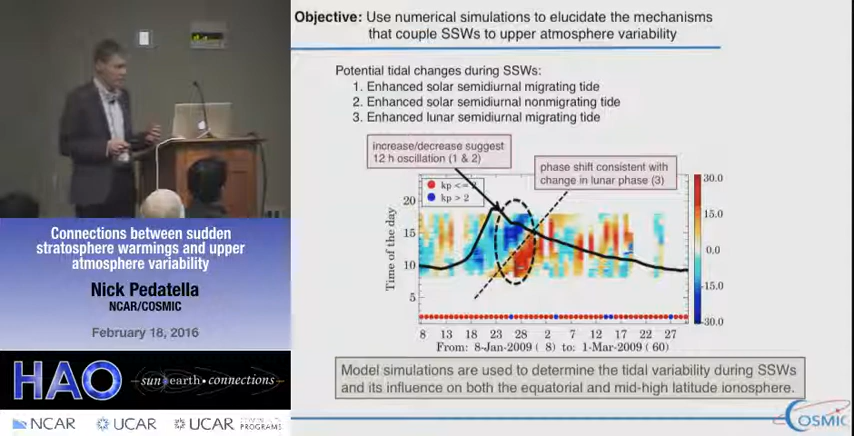 Objective: Use numerical simulations to elucidate the mechanisms
that couple SSWs to upper atmosphere variability
Potential tidal changes during SSWs:
1. Enhanced solar semidiurnal migrating tide
2. Enhanced solar semidiurnal nonmigrating tide
3. Enhanced lunar semidiurnal migrating tide
increase/decrease suggest
12 h oscillation (1 & 2)
phase shift consistent with
change in lunar phase (3)
kp <=
kp > 2
Time of the day
20
15
10
5
30.0
15.0
0.0
-15.0
-30.0
8 13 18 23 28 2 7 12 17 22 27
From: 8-Jan-2009 ( 8) to: 1-Mar-2009 ( 60)
Model simulations are used to determine the tidal variability during SSWs
and its influence on both the equatorial and mid-high latitude ionosphere.
COSMIC
Connections between sudden
stratosphere warmings and upper
atmosphere variability
Nick Pedatella
NCAR/COSMIC
February 18, 2016
HAO
sun earth • connections
NCAR
UCAR
UCAR
PROGRAMS